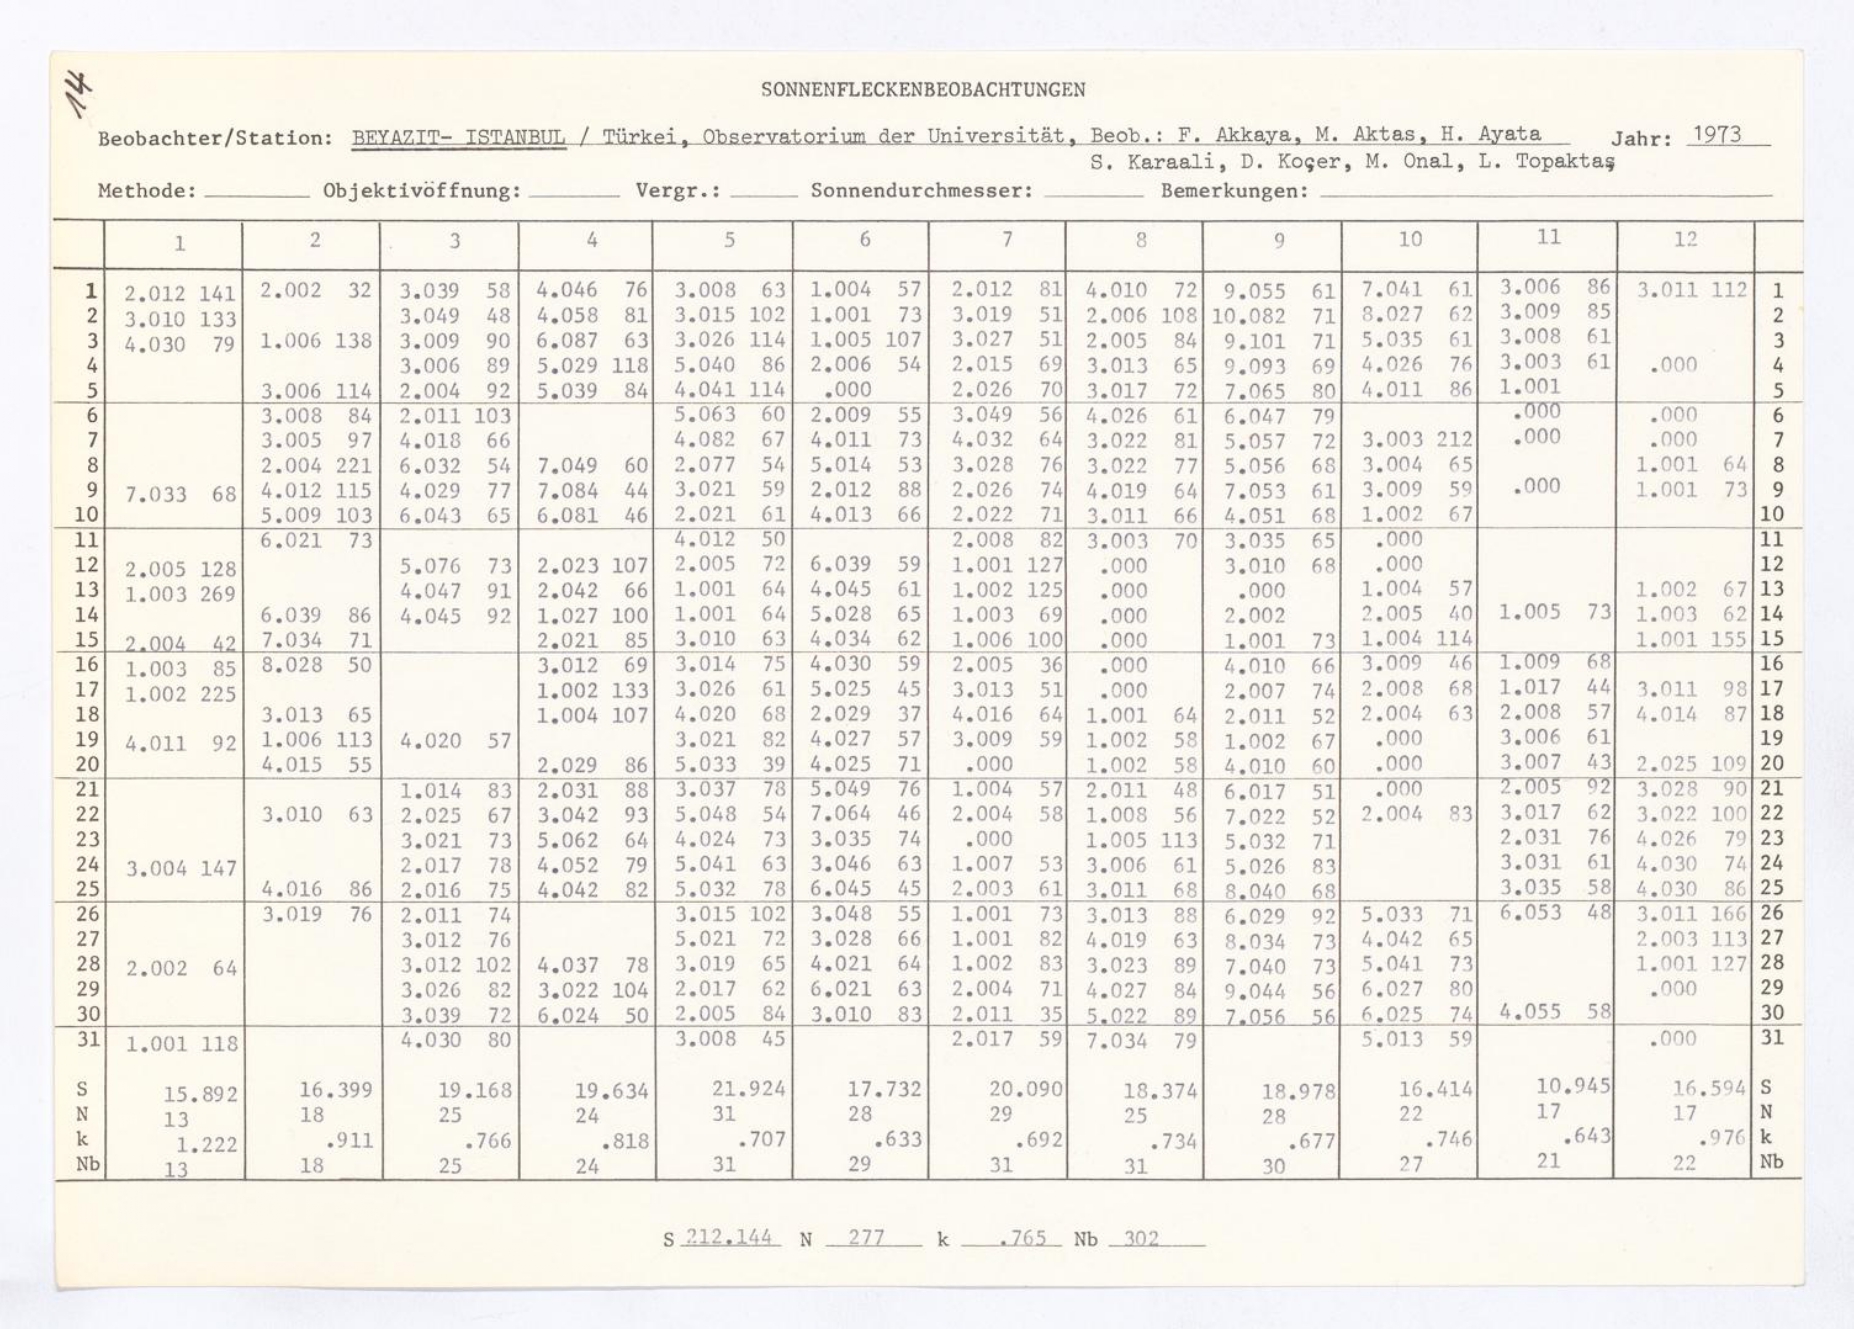 14
SONNENFLECKENBEOBACHTUNGEN
Beobachter/Station: BEYAZIT- ISTANBUL / Türkei, Observatorium der Universität, Beob.: F. Akkaya, M. Aktas, H. Ayata Jahr: 1973
S. Karaali, D. Koçer, M. Onal, L. Topaktaş
Methode: Objektivöffnung: Vergr.: Sonnendurchmesser: Bemerkungen:
1 2 3 4 5 6 7 8 9 10 11 12
1 2.012 141 2.002 32 3.039 58 4.046 76 3.008 63 1.004 57 2.012 81 4.010 72 9.055 61 7.041 61 3.006 86 3.011 112 1
2 3.010 133 3.049 48 4.058 81 3.015 102 1.001 73 3.019 51 2.006 108 10.082 71 8.027 62 3.009 85 2
3 4.030 79 1.006 138 3.009 90 6.087 63 3.026 114 1.005 107 3.027 51 2.005 84 9.101 71 5.035 61 3.008 61 3
4 3.006 89 5.029 118 5.040 86 2.006 54 2.015 69 3.013 65 9.093 69 4.026 76 3.003 61 .000 4
5 3.006 114 2.004 92 5.039 84 4.041 114 .000 2.026 70 3.017 72 7.065 80 4.011 86 1.001 5
6 3.008 84 2.011 103 5.063 60 2.009 55 3.049 56 4.026 61 6.047 79 .000 .000 6
7 3.005 97 4.018 66 4.082 67 4.011 73 4.032 64 3.022 81 5.057 72 3.003 212 .000 .000 7
8 2.004 221 6.032 54 7.049 60 2.077 54 5.014 53 3.028 76 3.022 77 5.056 68 3.004 65 1.001 64 8
9 7.033 68 4.012 115 4.029 77 7.084 44 3.021 59 2.012 88 2.026 74 4.019 64 7.053 61 3.009 59 .000 1.001 73 9
10 5.009 103 6.043 65 6.081 46 2.021 61 4.013 66 2.022 71 3.011 66 4.051 68 1.002 67 10
11 6.021 73 4.012 50 2.008 82 3.003 70 3.035 65 .000 11
12 2.005 128 5.076 73 2.023 107 2.005 72 6.039 59 1.001 127 .000 3.010 68 .000 12
13 1.003 269 4.047 91 2.042 66 1.001 64 4.045 61 1.002 125 .000 .000 1.004 57 1.002 67 13
14 6.039 86 4.045 92 1.027 100 1.001 64 5.028 65 1.003 69 .000 2.002 2.005 40 1.005 73 1.003 62 14
15 2.004 42 7.034 71 2.021 85 3.010 63 4.034 62 1.006 100 .000 1.001 73 1.004 114 1.001 155 15
16 1.003 85 8.028 50 3.012 69 3.014 75 4.030 59 2.005 36 .000 4.010 66 3.009 46 1.009 68 16
17 1.002 225 1.002 133 3.026 61 5.025 45 3.013 51 .000 2.007 74 2.008 68 1.017 44 3.011 98 17
18 3.013 65 1.004 107 4.020 68 2.029 37 4.016 64 1.001 64 2.011 52 2.004 63 2.008 57 4.014 87 18
19 4.011 92 1.006 113 4.020 57 3.021 82 4.027 57 3.009 59 1.002 58 1.002 67 .000 3.006 61 19
20 4.015 55 2.029 86 5.033 39 4.025 71 .000 1.002 58 4.010 60 .000 3.007 43 2.025 109 20
21 1.014 83 2.031 88 3.037 78 5.049 76 1.004 57 2.011 48 6.017 51 .000 2.005 92 3.028 90 21
22 3.010 63 2.025 67 3.042 93 5.048 54 7.064 46 2.004 58 1.008 56 7.022 52 2.004 83 3.017 62 3.022 100 22
23 3.021 73 5.062 64 4.024 73 3.035 74 .000 1.005 113 5.032 71 2.031 76 4.026 79 23
24 3.004 147 2.017 78 4.052 79 5.041 63 3.046 63 1.007 53 3.006 61 5.026 83 3.031 61 4.030 74 24
25 4.016 86 2.016 75 4.042 82 5.032 78 6.045 45 2.003 61 3.011 68 8.040 68 3.035 58 4.030 86 25
26 3.019 76 2.011 74 3.015 102 3.048 55 1.001 73 3.013 88 6.029 92 5.033 71 6.053 48 3.011 166 26
27 3.012 76 5.021 72 3.028 66 1.001 82 4.019 63 8.034 73 4.042 65 2.003 113 27
28 2.002 64 3.012 102 4.037 78 3.019 65 4.021 64 1.002 83 3.023 89 7.040 73 5.041 73 1.001 127 28
29 3.026 82 3.022 104 2.017 62 6.021 63 2.004 71 4.027 84 9.044 56 6.027 80 .000 29
30 3.039 72 6.024 50 2.005 84 3.010 83 2.011 35 5.022 89 7.056 56 6.025 74 4.055 58 30
31 1.001 118 4.030 80 3.008 45 2.017 59 7.034 79 5.013 59 .000 31
S 15.892 16.399 19.168 19.634 21.924 17.732 20.090 18.374 18.978 16.414 10.945 16.594 S
N 13 18 25 24 31 28 29 25 28 22 17 17 N
k 1.222 .911 .766 .818 .707 .633 .692 .734 .677 .746 .643 .976 k
Nb 13 18 25 24 31 29 31 31 30 27 21 22 Nb
S 212.144 N 277 k .765 Nb 302